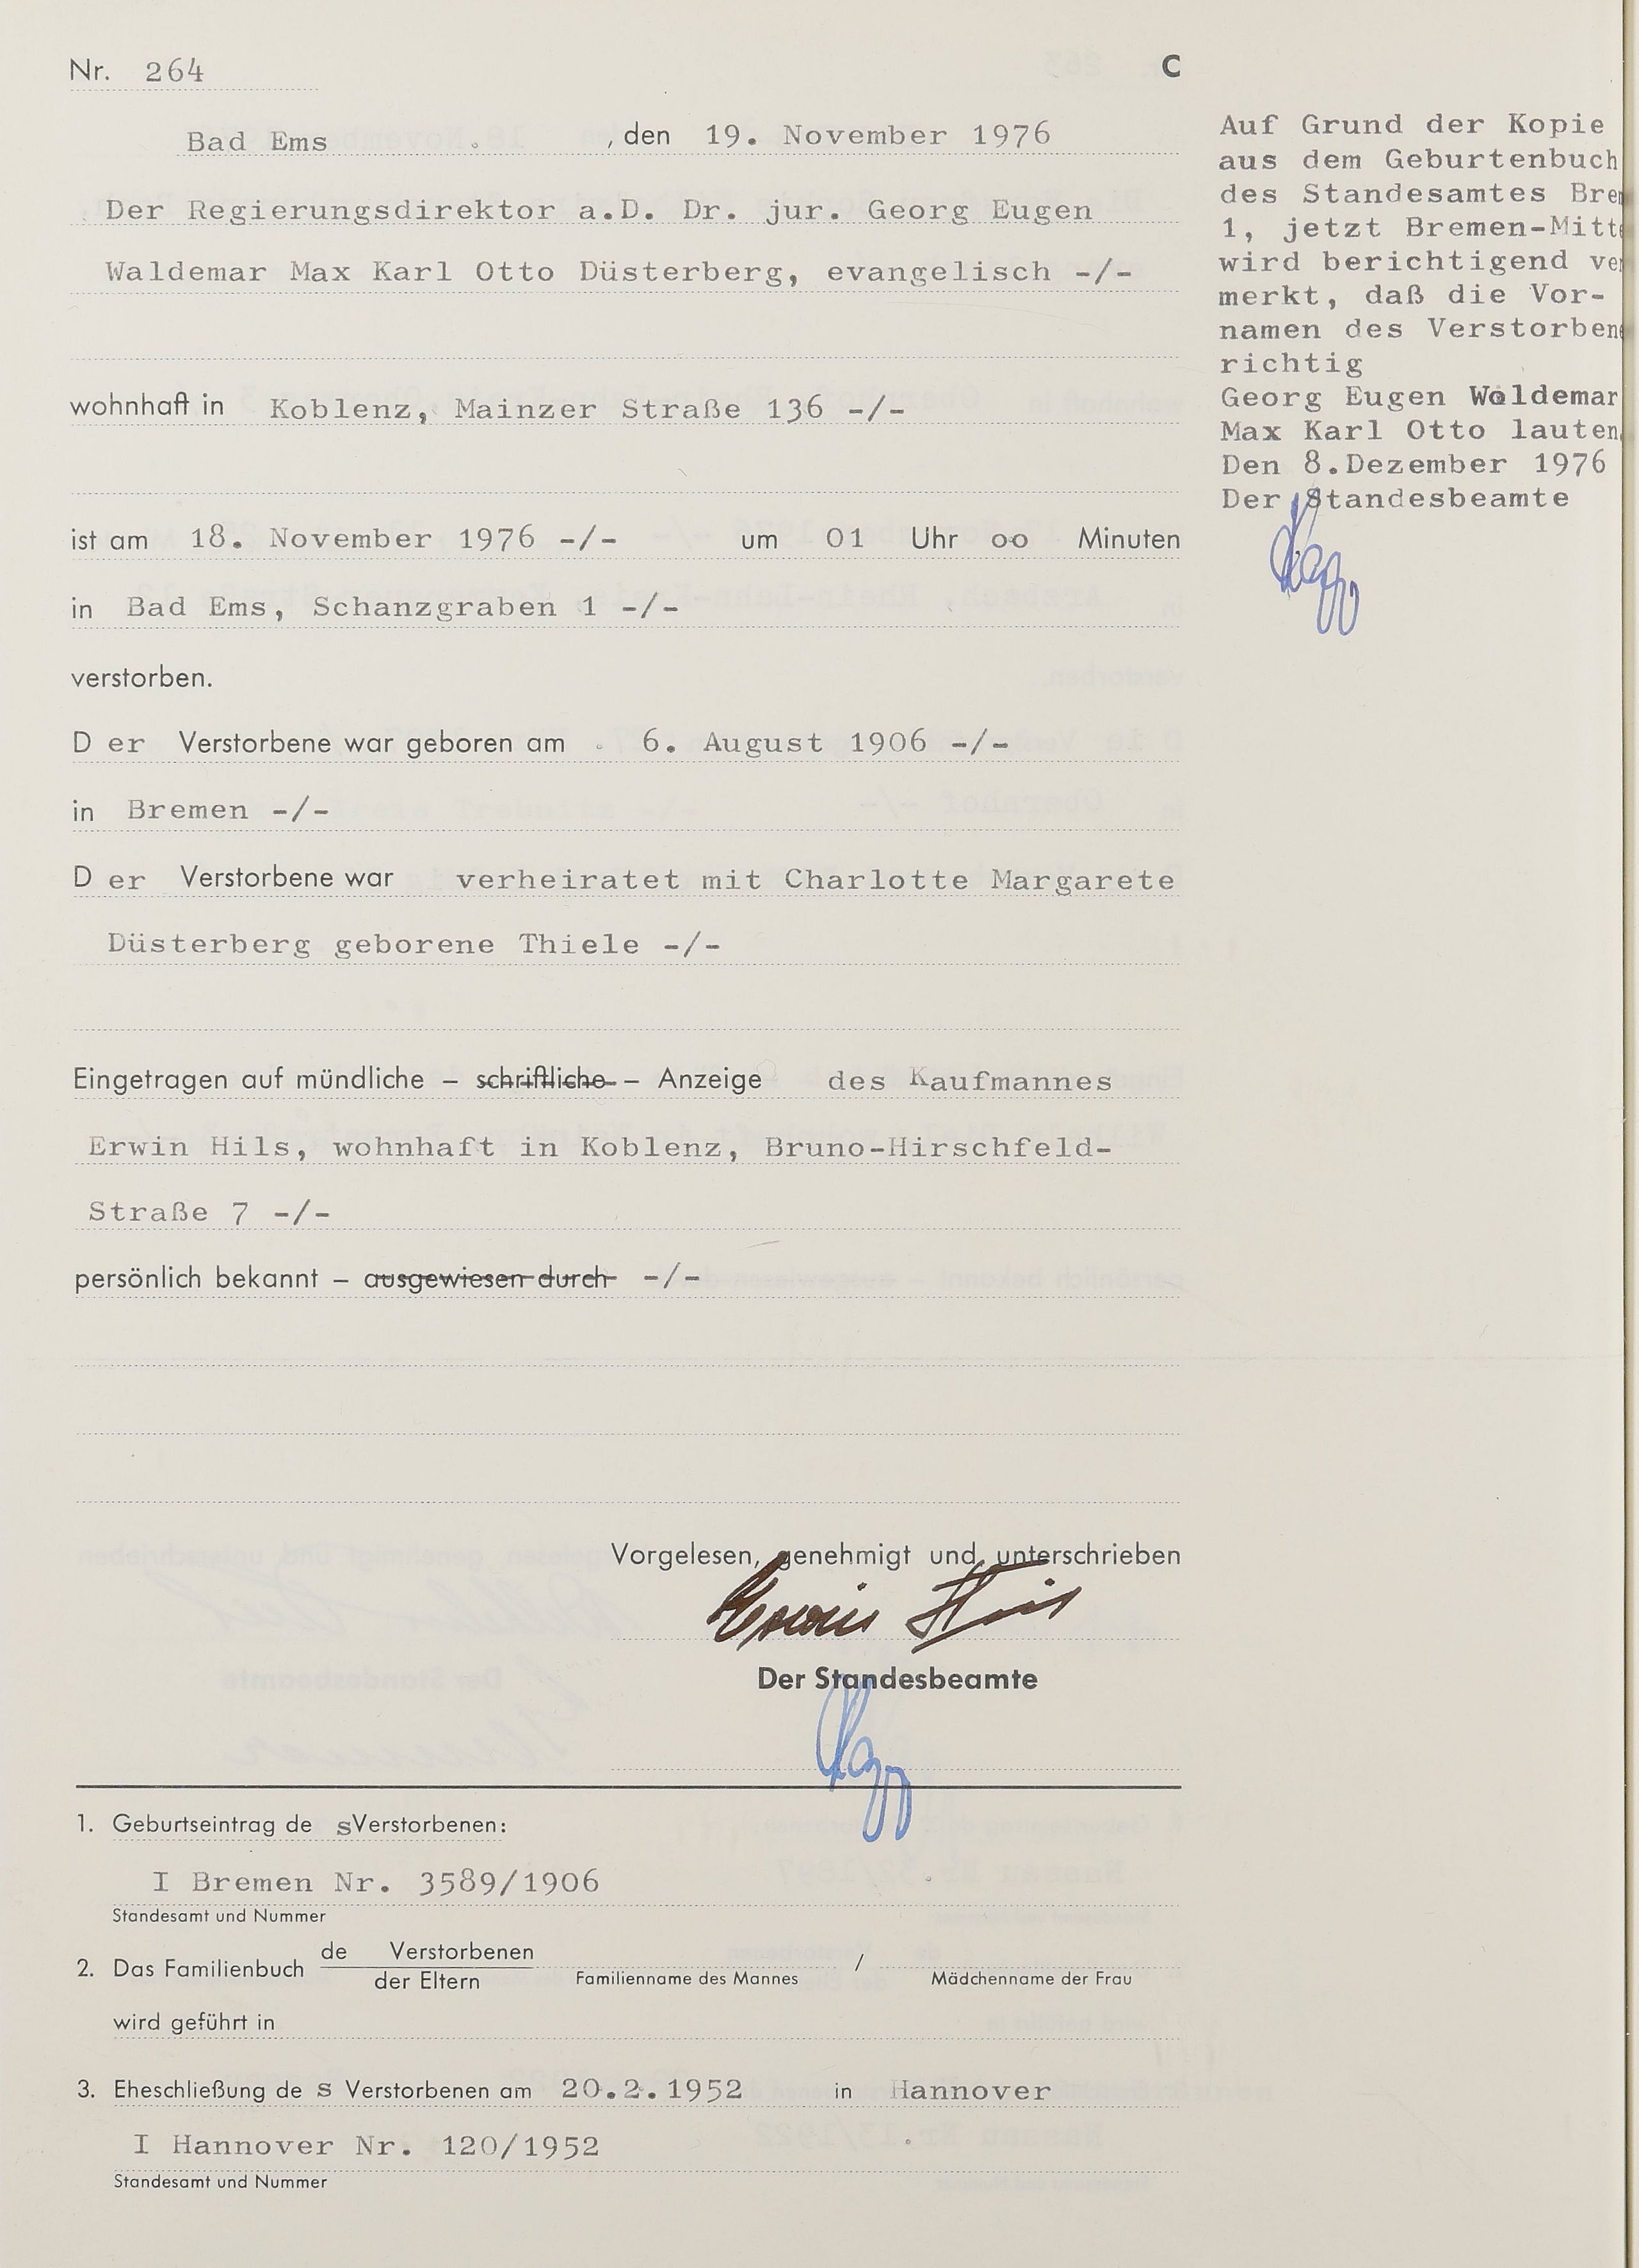 Nr. 264
C
Bad Ems , den 19. November 1976
Der Regierungsdirektor a.D. Dr. jur. Georg Eugen
Waldemar Max Karl Otto Düsterberg, evangelisch -/-
wohnhaft in Koblenz, Mainzer Straße 136 -/-
ist am 18. November 1976 -/- um 01 Uhr oo Minuten
in Bad Ems, Schanzgraben 1 -/-
verstorben.
D er Verstorbene war geboren am 6. August 1906 -/-
in Bremen -/-
D er Verstorbene war verheiratet mit Charlotte Margarete
Düsterberg geborene Thiele -/-
Eingetragen auf mündliche – schriftliche – Anzeige des Kaufmannes
Erwin Hils, wohnhaft in Koblenz, Bruno-Hirschfeld-
Straße 7 -/-
persönlich bekannt – ausgewiesen durch -/-
Vorgelesen, genehmigt und unterschrieben
Erwin Hils
Der Standesbeamte
1. Geburtseintrag de sVerstorbenen:
I Bremen Nr. 3589/1906
Standesamt und Nummer
2. Das Familienbuch de Verstorbenen
der Eltern Familienname des Mannes / Mädchenname der Frau
wird geführt in
3. Eheschließung de s Verstorbenen am 20.2.1952 in Hannover
I Hannover Nr. 120/1952
Standesamt und Nummer
Auf Grund der Kopie
aus dem Geburtenbuch
des Standesamtes Bre
1, jetzt Bremen-Mitt
wird berichtigend ve
merkt, daß die Vor-
namen des Verstorben
richtig
Georg Eugen Waldemar
Max Karl Otto lauten
Den 8.Dezember 1976
Der Standesbeamte